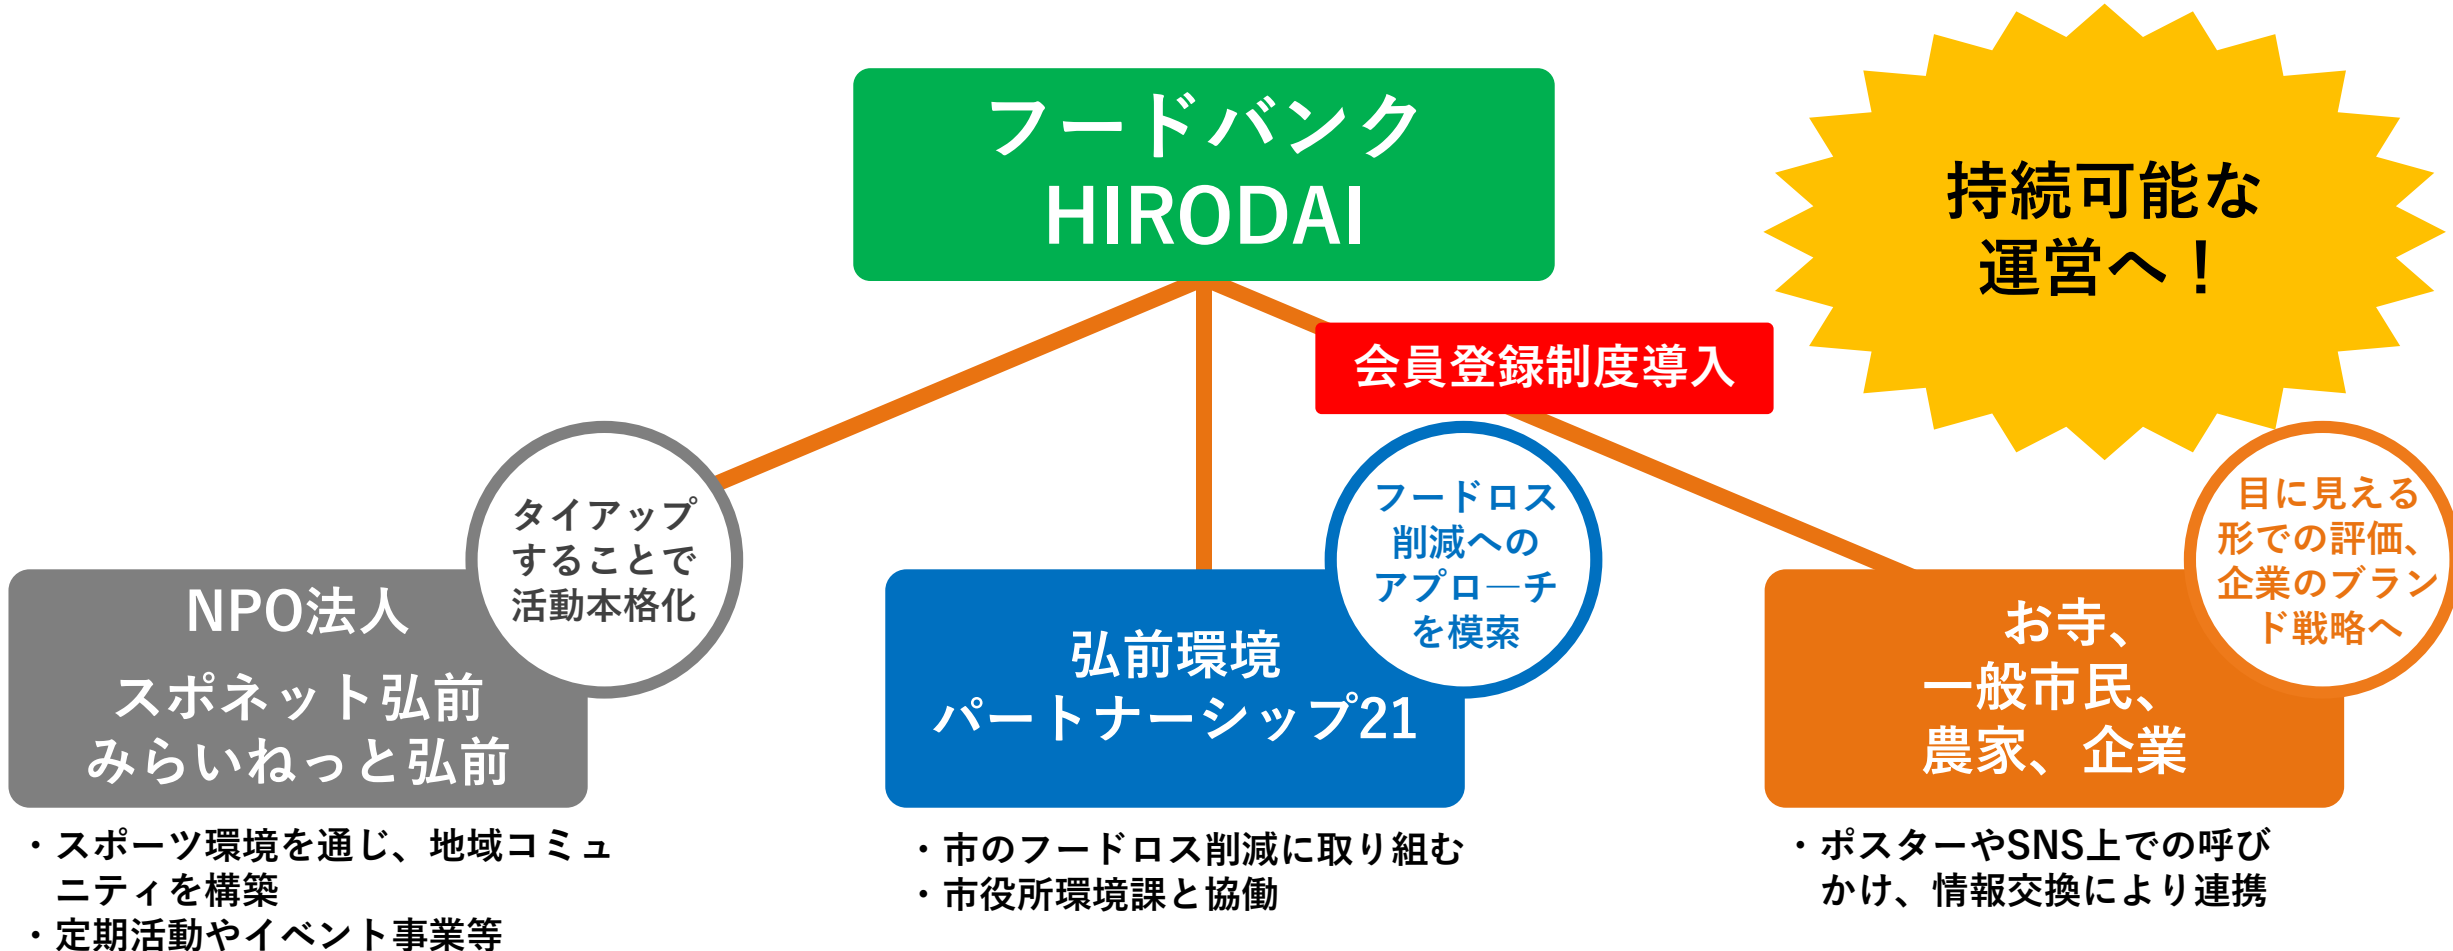 フードバンク
HIRODAI
持続可能な
運営へ！
会員登録制度導入
タイアップ
することで
活動本格化
NPO法人
スポネット弘前
みらいねっと弘前
・スポーツ環境を通じ、地域コミュ
ニティを構築
・定期活動やイベント事業等
フードロス
削減への
アプロ―チ
を模索
弘前環境
パートナーシップ21
・市のフードロス削減に取り組む
・市役所環境課と協働
目に見える
形での評価、
企業のブラン
ド戦略へ
お寺、
一般市民、
農家、企業
・ポスターやSNS上での呼び
かけ、情報交換により連携